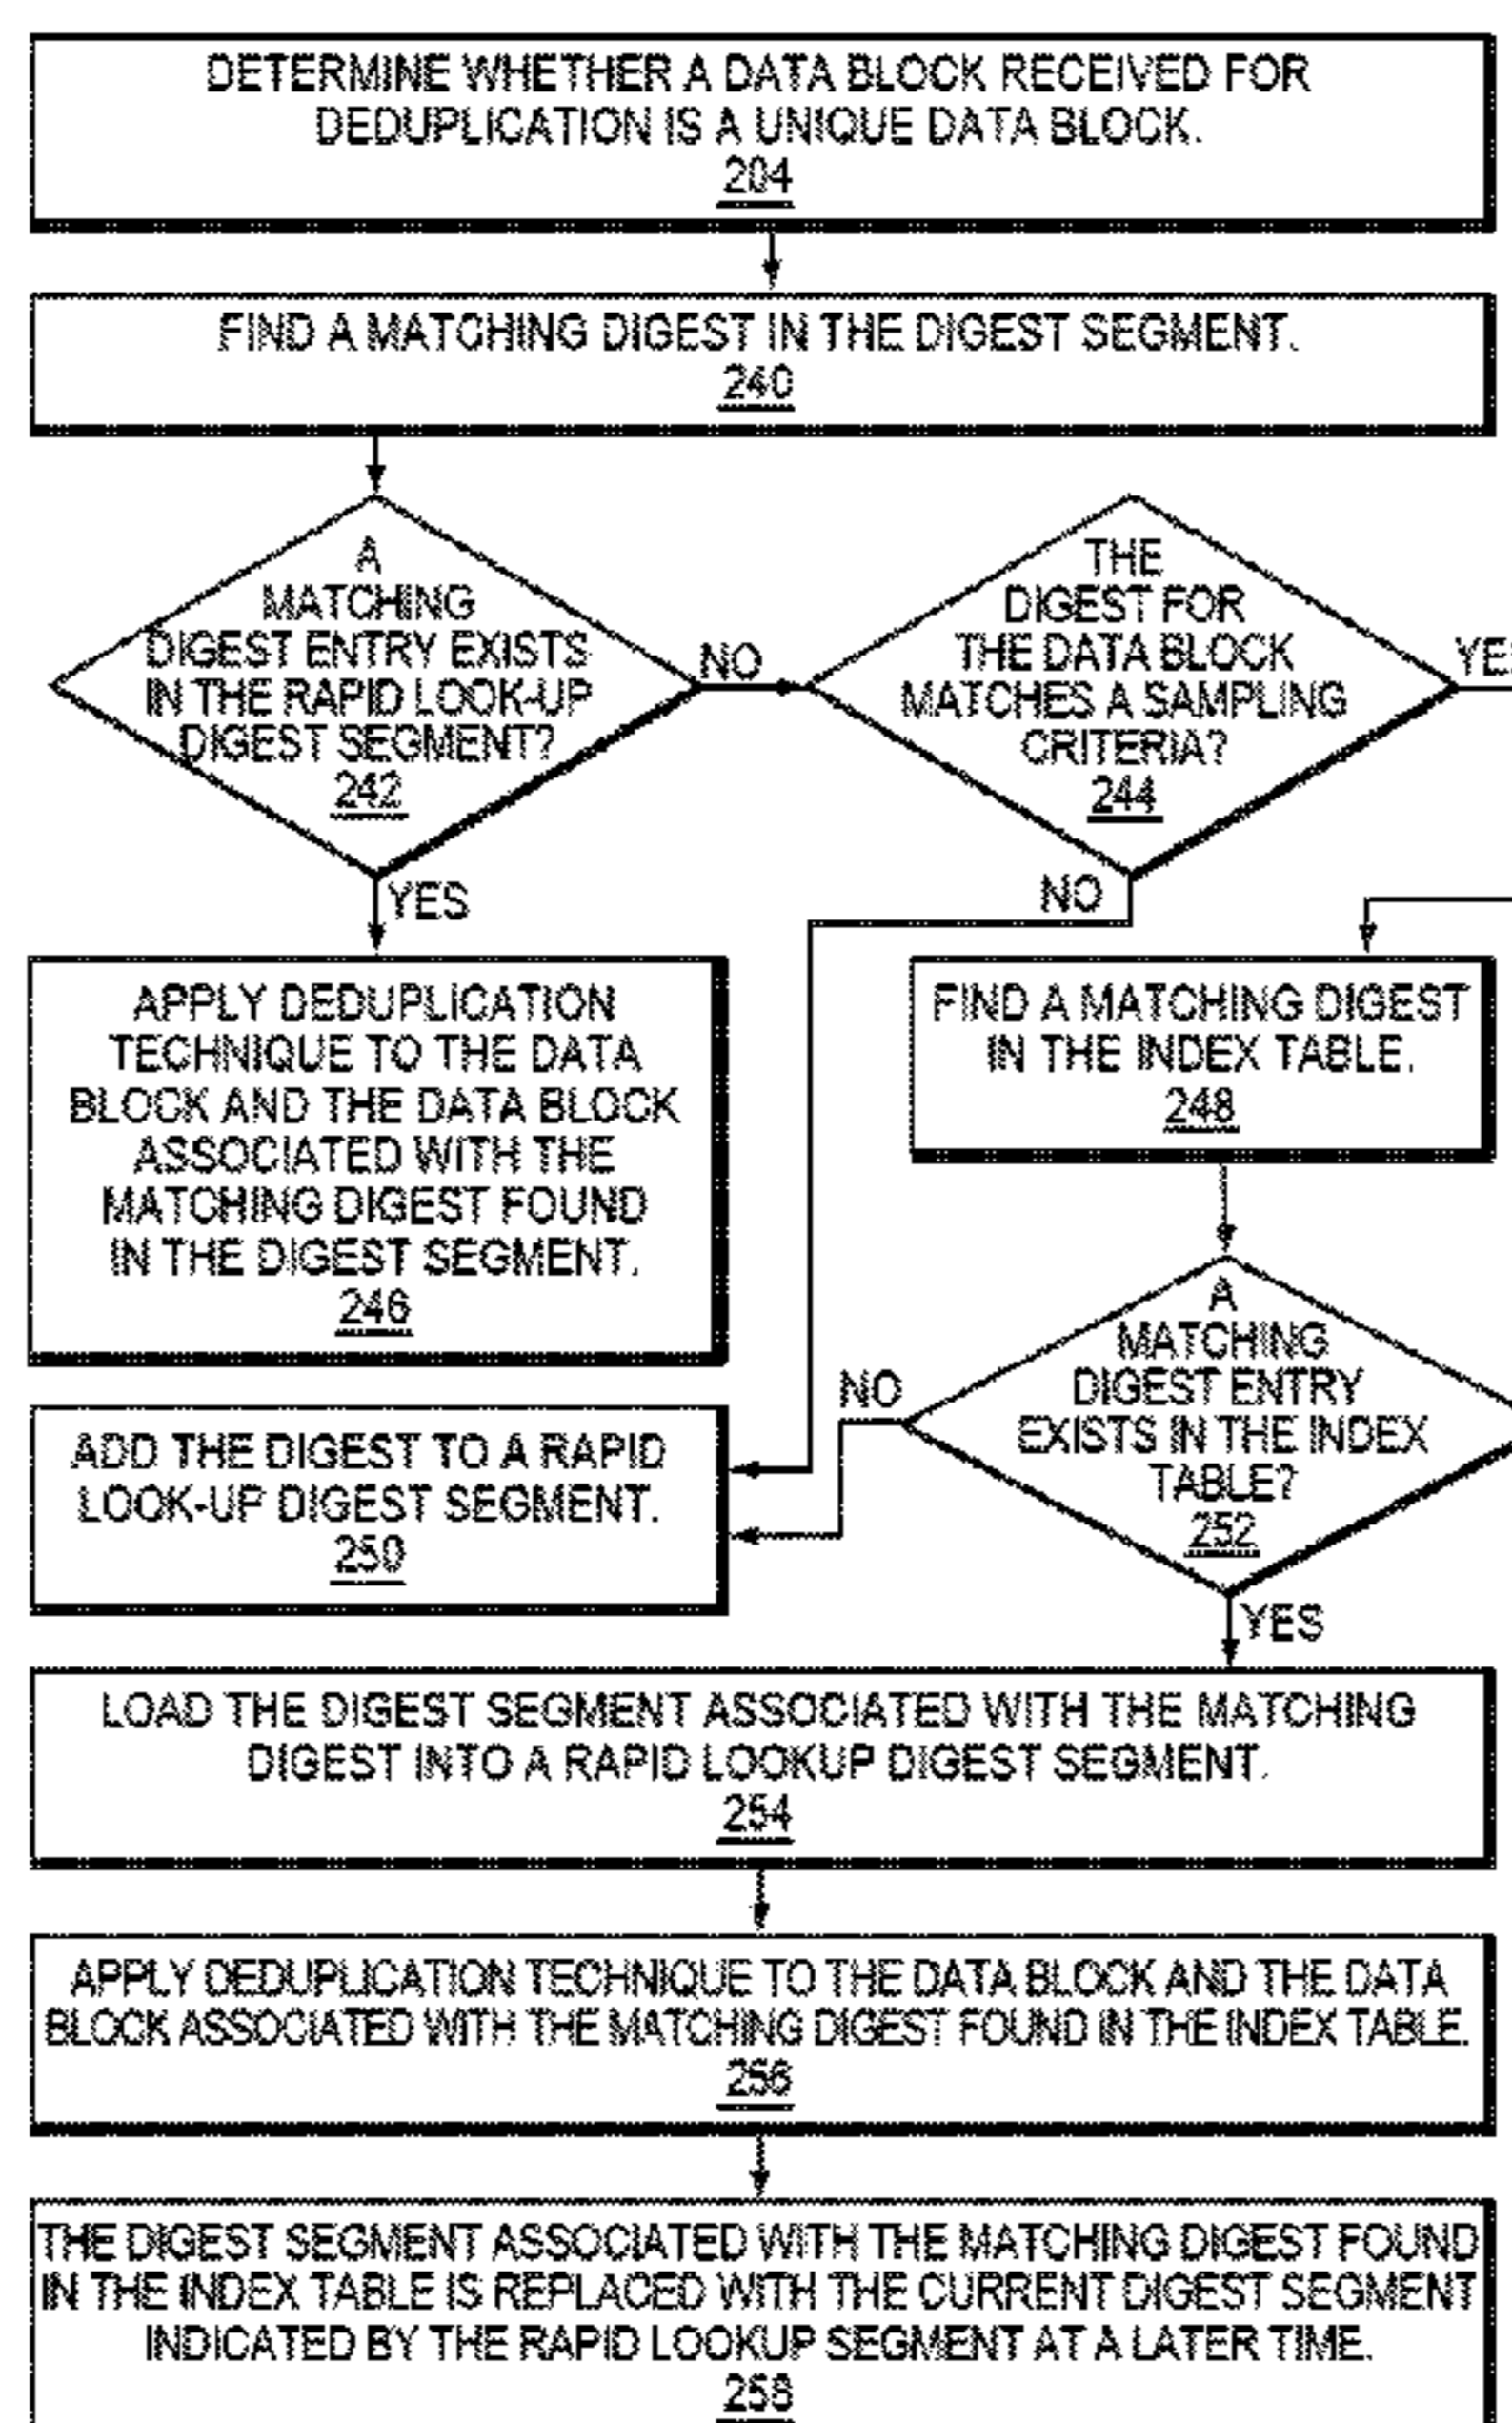 DETERMINE WHETHER A DATA BLOCK RECEIVED FOR
DEDUPLICATION IS A UNIQUE DATA BLOCK.
204
FIND A MATCHING DIGEST IN THE DIGEST SEGMENT.
240
A
MATCHING
DIGEST ENTRY EXISTS
IN THE RAPID LOOK-UP
DIGEST SEGMENT?
242
NO
THE
DIGEST FOR
THE DATA BLOCK
MATCHES A SAMPLING
CRITERIA?
244
YES
YES
NO
APPLY DEDUPLICATION
TECHNIQUE TO THE DATA
BLOCK AND THE DATA BLOCK
ASSOCIATED WITH THE
MATCHING DIGEST FOUND
IN THE DIGEST SEGMENT.
246
FIND A MATCHING DIGEST
IN THE INDEX TABLE.
248
A
MATCHING
DIGEST ENTRY
EXISTS IN THE INDEX
TABLE?
252
NO
ADD THE DIGEST TO A RAPID
LOOK-UP DIGEST SEGMENT.
250
YES
LOAD THE DIGEST SEGMENT ASSOCIATED WITH THE MATCHING
DIGEST INTO A RAPID LOOKUP DIGEST SEGMENT.
254
APPLY DEDUPLICATION TECHNIQUE TO THE DATA BLOCK AND THE DATA
BLOCK ASSOCIATED WITH THE MATCHING DIGEST FOUND IN THE INDEX TABLE.
256
THE DIGEST SEGMENT ASSOCIATED WITH THE MATCHING DIGEST FOUND
IN THE INDEX TABLE IS REPLACED WITH THE CURRENT DIGEST SEGMENT
INDICATED BY THE RAPID LOOKUP SEGMENT AT A LATER TIME.
258